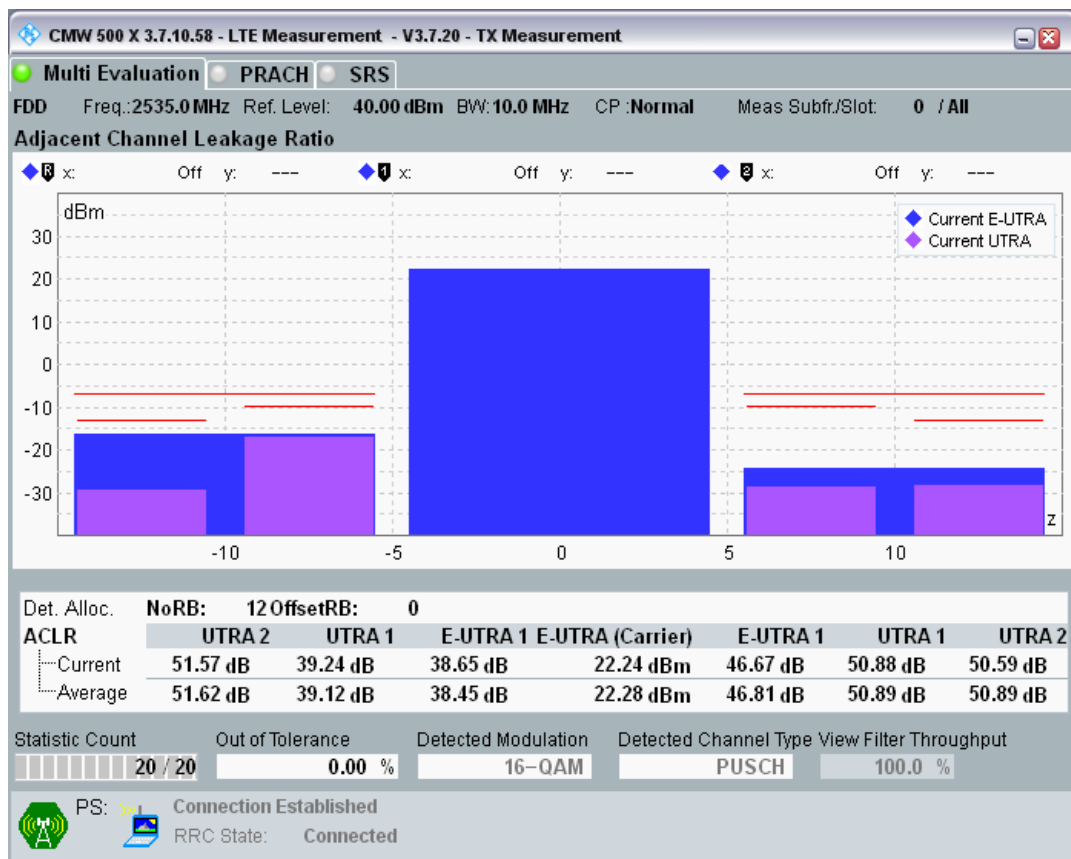 CMW 500 X 3.7.10.58 - LTE Measurement - V3.7.20 - TX Measurement
Multi Evaluation PRACH SRS
FDD Freq.:2535.0 MHz Ref. Level: 40.00 dBm BW:10.0 MHz CP :Normal Meas Subfr./Slot: 0 / All
Adjacent Channel Leakage Ratio
R x: Off y: --- 1 x: Off y: --- 2 x: Off y: ---
dBm
Current E-UTRA
Current UTRA
30
20
10
0
-10
-20
-30
z
-10 -5 0 5 10
Det. Alloc. NoRB: 12 OffsetRB: 0
ACLR UTRA 2 UTRA 1 E-UTRA 1 E-UTRA (Carrier) E-UTRA 1 UTRA 1 UTRA 2
Current 51.57 dB 39.24 dB 38.65 dB 22.24 dBm 46.67 dB 50.88 dB 50.59 dB
Average 51.62 dB 39.12 dB 38.45 dB 22.28 dBm 46.81 dB 50.89 dB 50.89 dB
Statistic Count Out of Tolerance Detected Modulation Detected Channel Type View Filter Throughput
20 / 20 0.00 % 16-QAM PUSCH 100.0 %
PS: Connection Established
RRC State: Connected